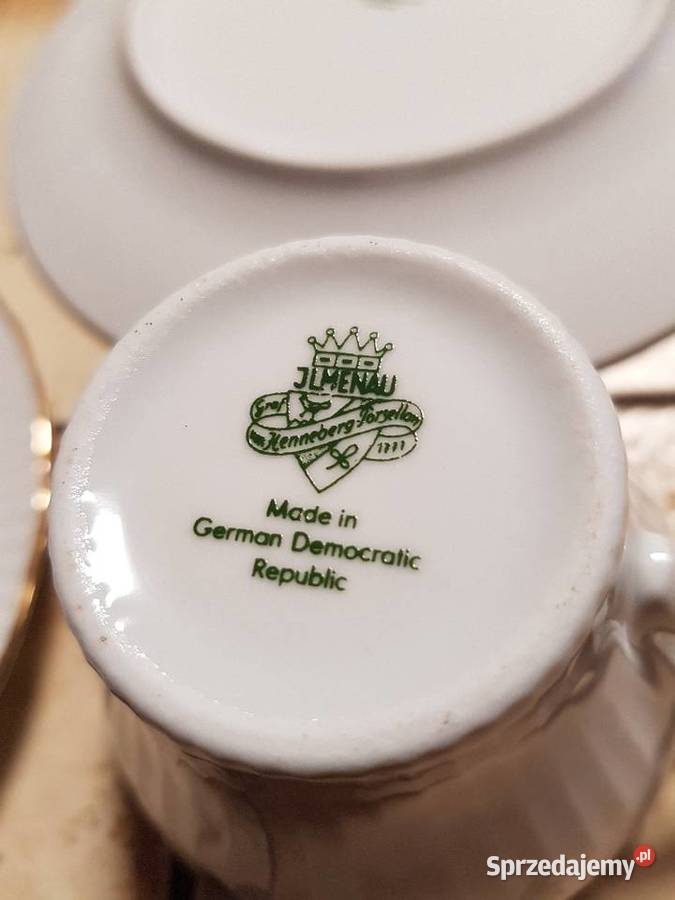 JLMENAU
Graf
von Henneberg Porzellan
1777
Made in
German Democratic
Republic
Sprzedajemy.pl